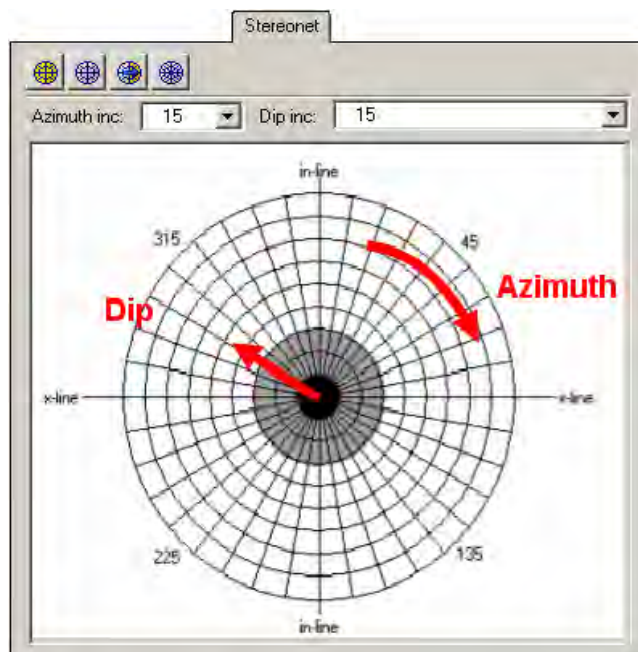 Stereonet
Azimuth inc: 15 Dip inc: 15
in-line
315 45
Azimuth
Dip
x-line x-line
225 135
in-line